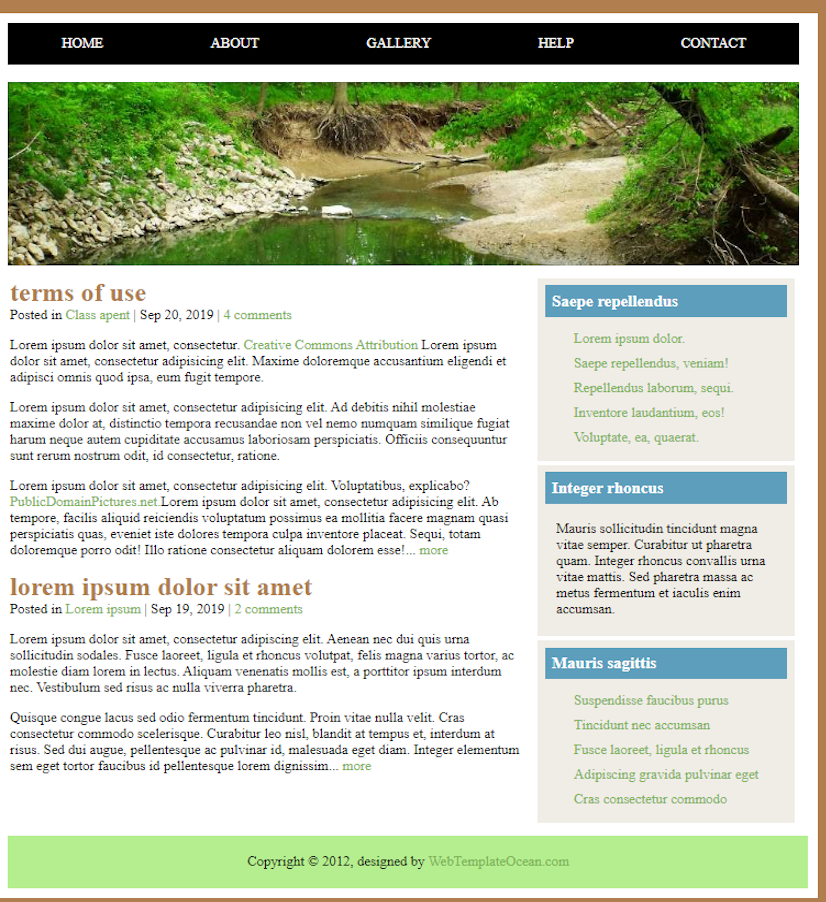 HOME ABOUT GALLERY HELP CONTACT
terms of use
Posted in Class apent | Sep 20, 2019 | 4 comments
Lorem ipsum dolor sit amet, consectetur. Creative Commons Attribution Lorem ipsum
dolor sit amet, consectetur adipisicing elit. Maxime doloremque accusantium eligendi et
adipisci omnis quod ipsa, eum fugit tempore.
Lorem ipsum dolor sit amet, consectetur adipisicing elit. Ad debitis nihil molestiae
maxime dolor at, distinctio tempora recusandae non vel nemo numquam similique fugiat
harum neque autem cupiditate accusamus laboriosam perspiciatis. Officiis consequuntur
sunt rerum nostrum odit, id consectetur, ratione.
Lorem ipsum dolor sit amet, consectetur adipisicing elit. Voluptatibus, explicabo?
PublicDomainPictures.net.Lorem ipsum dolor sit amet, consectetur adipisicing elit. Ab
tempore, facilis aliquid reiciendis voluptatum possimus ea mollitia facere magnam quasi
perspiciatis quas, eveniet iste dolores tempora culpa inventore placeat. Sequi, totam
doloremque porro odit! Illo ratione consectetur aliquam dolorem esse!... more
lorem ipsum dolor sit amet
Posted in Lorem ipsum | Sep 19, 2019 | 2 comments
Lorem ipsum dolor sit amet, consectetur adipiscing elit. Aenean nec dui quis urna
sollicitudin sodales. Fusce laoreet, ligula et rhoncus volutpat, felis magna varius tortor, ac
molestie diam lorem in lectus. Aliquam venenatis mollis est, a porttitor ipsum interdum
nec. Vestibulum sed risus ac nulla viverra pharetra.
Quisque congue lacus sed odio fermentum tincidunt. Proin vitae nulla velit. Cras
consectetur commodo scelerisque. Curabitur leo nisl, blandit at tempus et, interdum at
risus. Sed dui augue, pellentesque ac pulvinar id, malesuada eget diam. Integer elementum
sem eget tortor faucibus id pellentesque lorem dignissim... more
Saepe repellendus
Lorem ipsum dolor.
Saepe repellendus, veniam!
Repellendus laborum, sequi.
Inventore laudantium, eos!
Voluptate, ea, quaerat.
Integer rhoncus
Mauris sollicitudin tincidunt magna
vitae semper. Curabitur ut pharetra
quam. Integer rhoncus convallis urna
vitae mattis. Sed pharetra massa ac
metus fermentum et iaculis enim
accumsan.
Mauris sagittis
Suspendisse faucibus purus
Tincidunt nec accumsan
Fusce laoreet, ligula et rhoncus
Adipiscing gravida pulvinar eget
Cras consectetur commodo
Copyright © 2012, designed by WebTemplateOcean.com